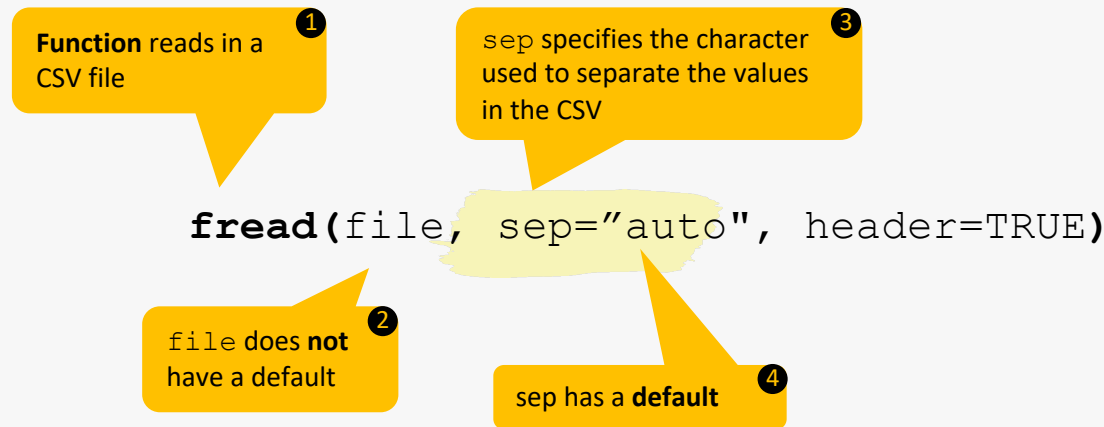 1
Function reads in a
CSV file
3
sep specifies the character
used to separate the values
in the CSV
fread(file, sep=”auto", header=TRUE)
2
file does not
have a default
4
sep has a default